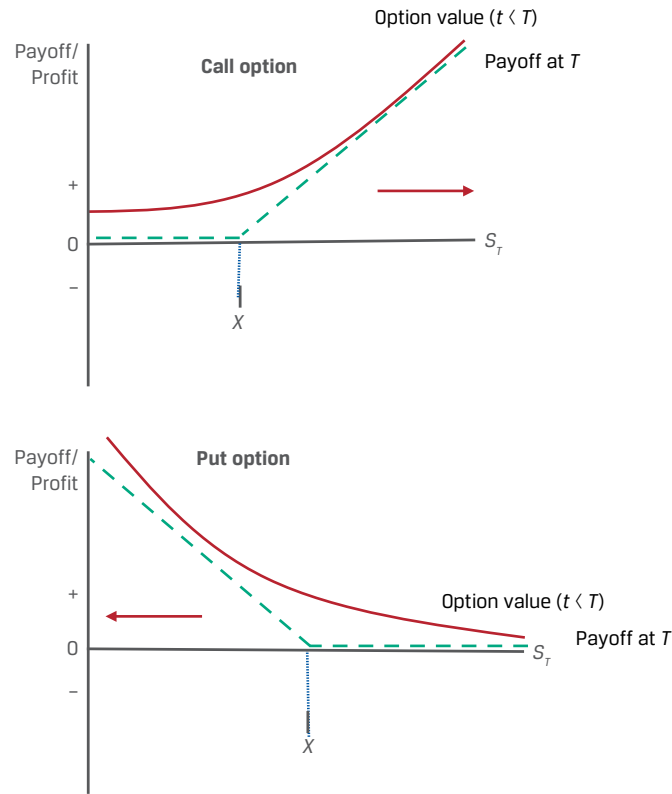 Option value (t < T)
Payoff/
Profit
Call option
Payoff at T
+
0
S_T
–
X
Payoff/
Profit
Put option
+
Option value (t < T)
0
Payoff at T
S_T
–
X